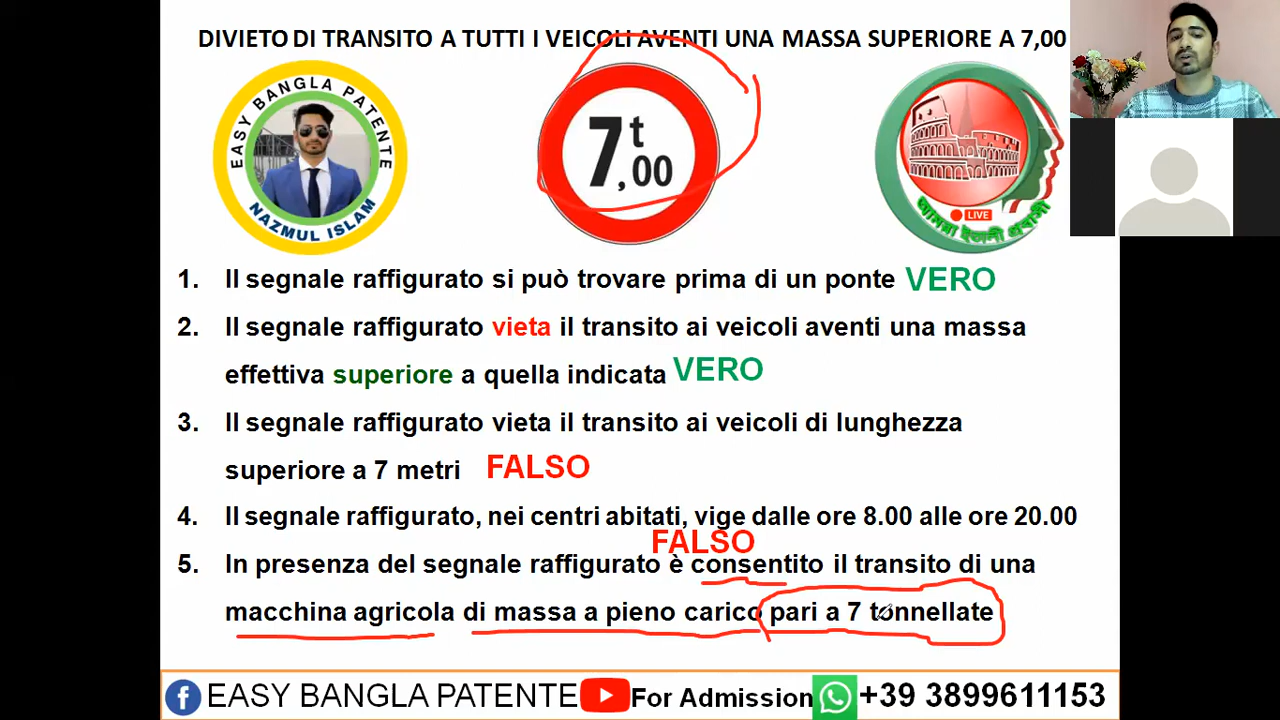 DIVIETO DI TRANSITO A TUTTI I VEICOLI AVENTI UNA MASSA SUPERIORE A 7,00
EASY BANGLA PATENTE
NAZMUL ISLAM
7t,00
LIVE
আমরা ইতালী প্রবাসী
1. Il segnale raffigurato si può trovare prima di un ponte VERO
2. Il segnale raffigurato vieta il transito ai veicoli aventi una massa
effettiva superiore a quella indicata VERO
3. Il segnale raffigurato vieta il transito ai veicoli di lunghezza
superiore a 7 metri FALSO
4. Il segnale raffigurato, nei centri abitati, vige dalle ore 8.00 alle ore 20.00
FALSO
5. In presenza del segnale raffigurato è consentito il transito di una
macchina agricola di massa a pieno carico pari a 7 tonnellate
EASY BANGLA PATENTE For Admission +39 3899611153